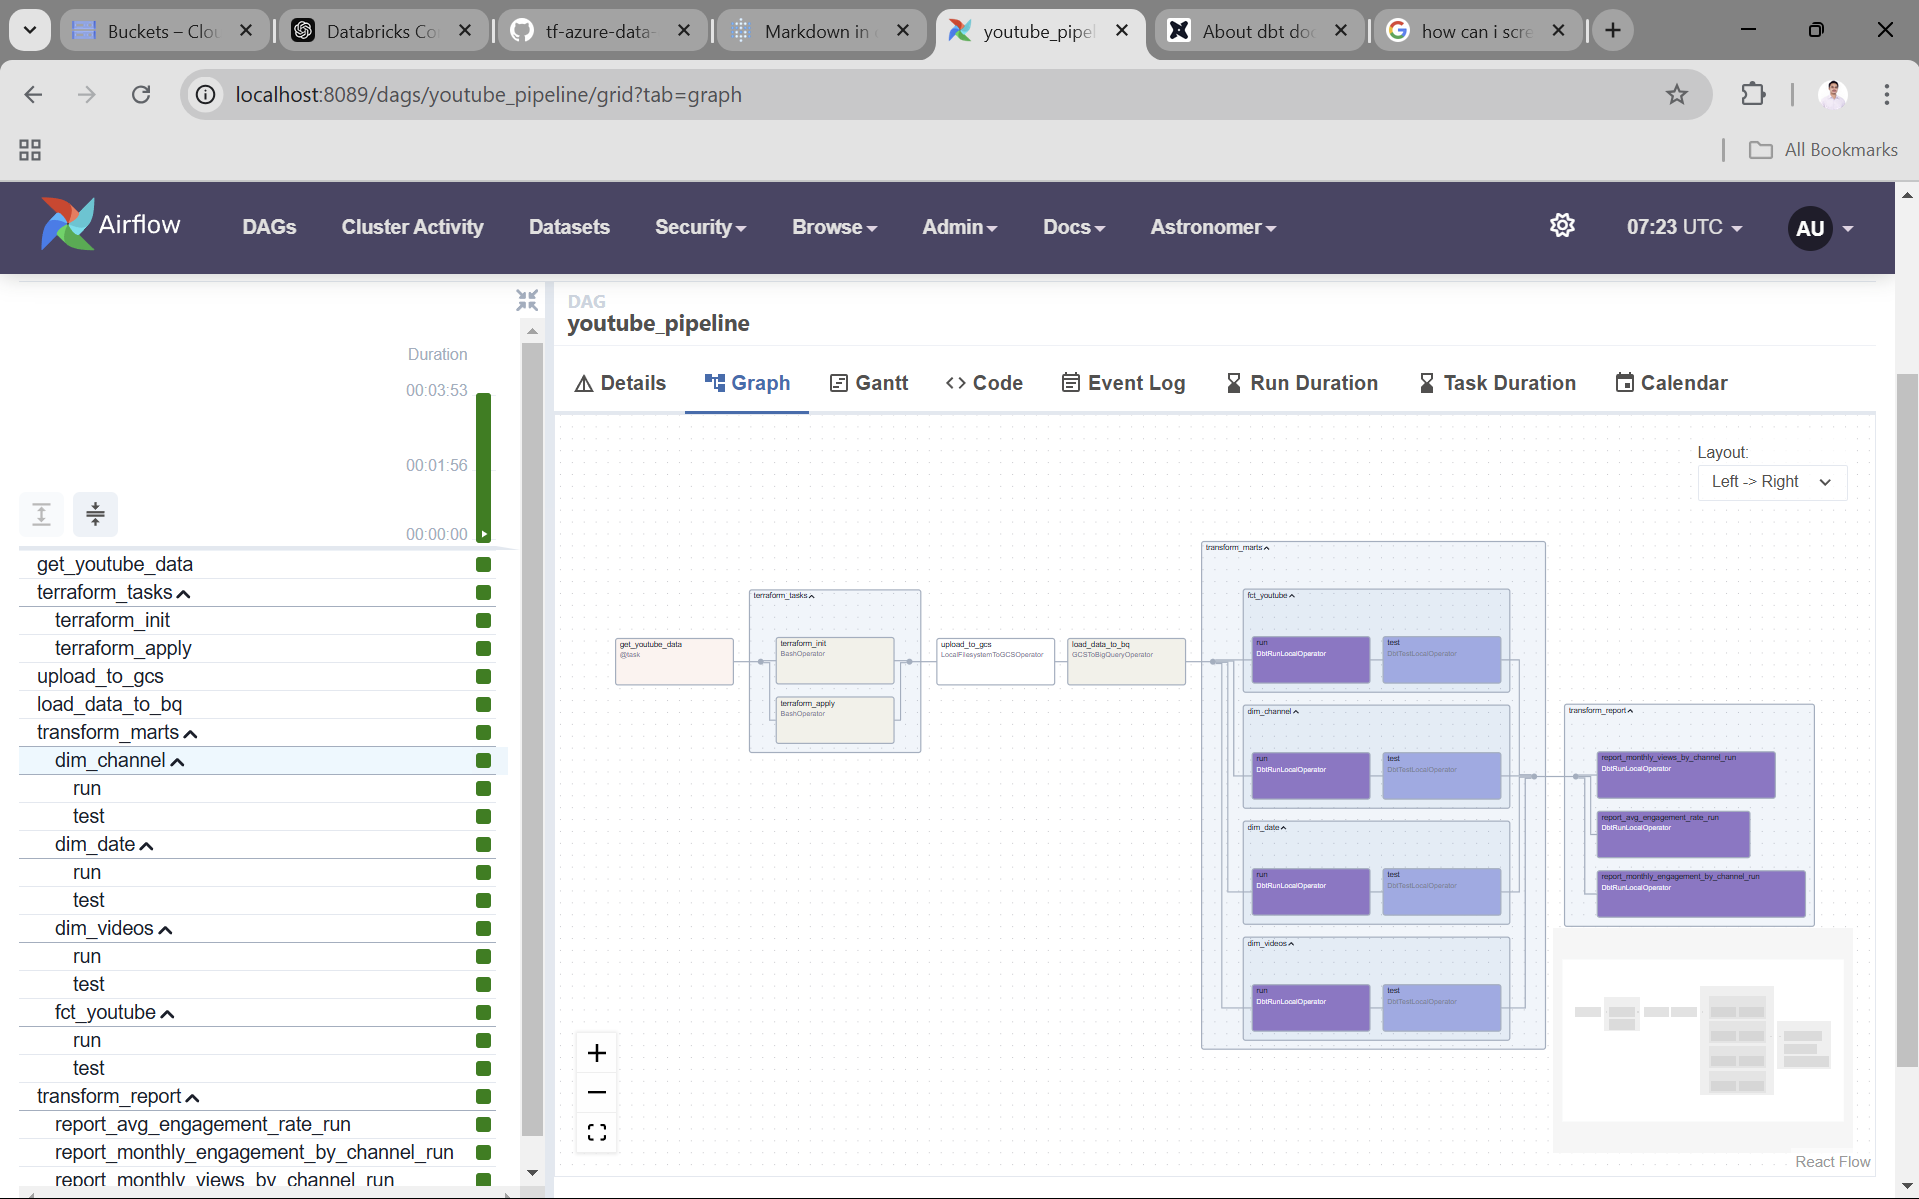 Buckets – Clou
Databricks Co
tf-azure-data-
Markdown in
youtube_pipel
About dbt doc
how can i scre
localhost:8089/dags/youtube_pipeline/grid?tab=graph
All Bookmarks
Airflow
DAGs
Cluster Activity
Datasets
Security
Browse
Admin
Docs
Astronomer
07:23 UTC
AU
DAG
youtube_pipeline
Duration
00:03:53
00:01:56
00:00:00
Details
Graph
Gantt
Code
Event Log
Run Duration
Task Duration
Calendar
get_youtube_data
terraform_tasks
terraform_init
terraform_apply
upload_to_gcs
load_data_to_bq
transform_marts
dim_channel
run
test
dim_date
run
test
dim_videos
run
test
fct_youtube
run
test
transform_report
report_avg_engagement_rate_run
report_monthly_engagement_by_channel_run
report_monthly_views_by_channel_run
Layout:
Left -> Right
get_youtube_data
@task
terraform_tasks
terraform_init
BashOperator
terraform_apply
BashOperator
upload_to_gcs
LocalFilesystemToGCSOperator
load_data_to_bq
GCSToBigQueryOperator
transform_marts
fct_youtube
run
DbtRunLocalOperator
test
DbtTestLocalOperator
dim_channel
run
DbtRunLocalOperator
test
DbtTestLocalOperator
dim_date
run
DbtRunLocalOperator
test
DbtTestLocalOperator
dim_videos
run
DbtRunLocalOperator
test
DbtTestLocalOperator
transform_report
report_monthly_views_by_channel_run
DbtRunLocalOperator
report_avg_engagement_rate_run
DbtRunLocalOperator
report_monthly_engagement_by_channel_run
DbtRunLocalOperator
React Flow